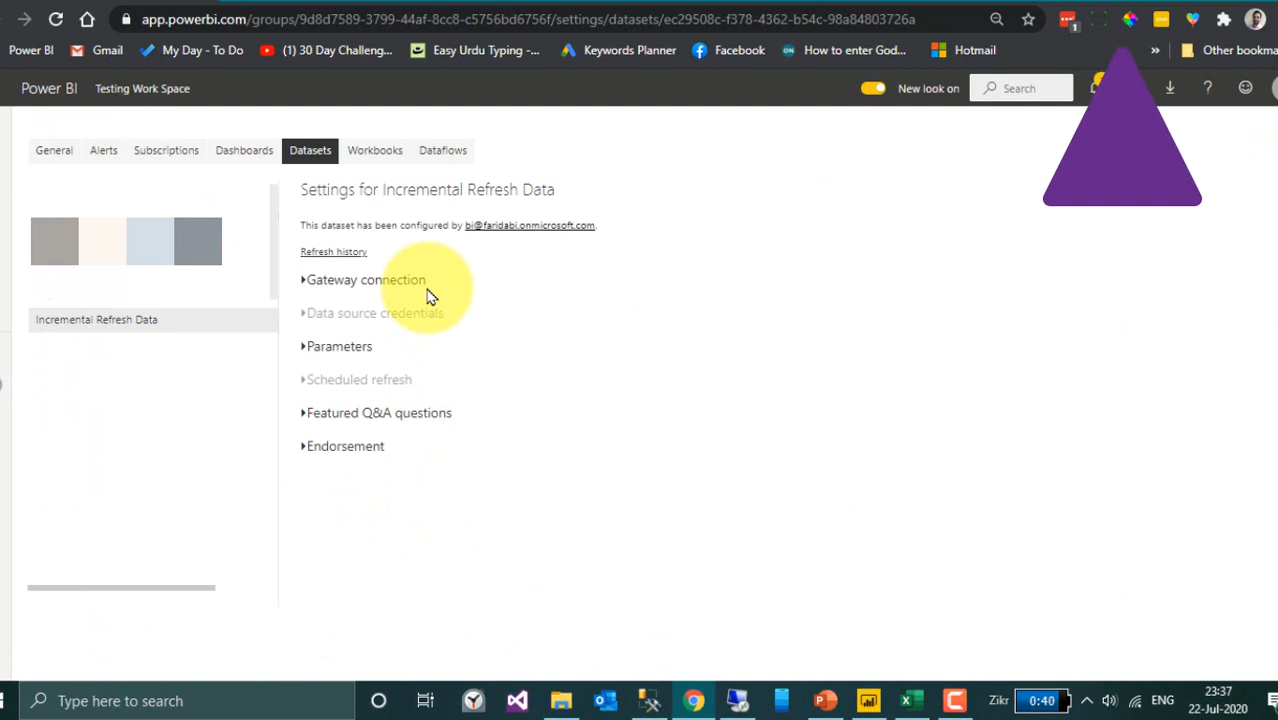 app.powerbi.com/groups/9d8d7589-3799-44af-8cc8-c5756bd6756f/settings/datasets/ec29508c-f378-4362-b54c-98a84803726a
1
Power BI Gmail My Day - To Do (1) 30 Day Challeng... Easy Urdu Typing -... Keywords Planner Facebook ON How to enter God... Hotmail » Other bookma
Power BI Testing Work Space New look on Search ?
General Alerts Subscriptions Dashboards Datasets Workbooks Dataflows
Settings for Incremental Refresh Data
This dataset has been configured by bi@faridabi.onmicrosoft.com.
Refresh history
Gateway connection
Data source credentials
Incremental Refresh Data
Parameters
Scheduled refresh
Featured Q&A questions
Endorsement
Type here to search Zikr 0:40 ENG 23:37
22-Jul-2020